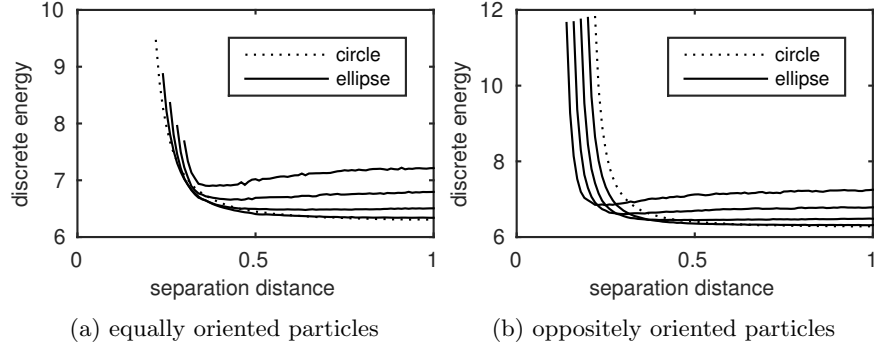 10
9
8
7
6
0
0.5
1
discrete energy
separation distance
circle
ellipse
(a) equally oriented particles
12
10
8
6
0
0.5
1
discrete energy
separation distance
circle
ellipse
(b) oppositely oriented particles